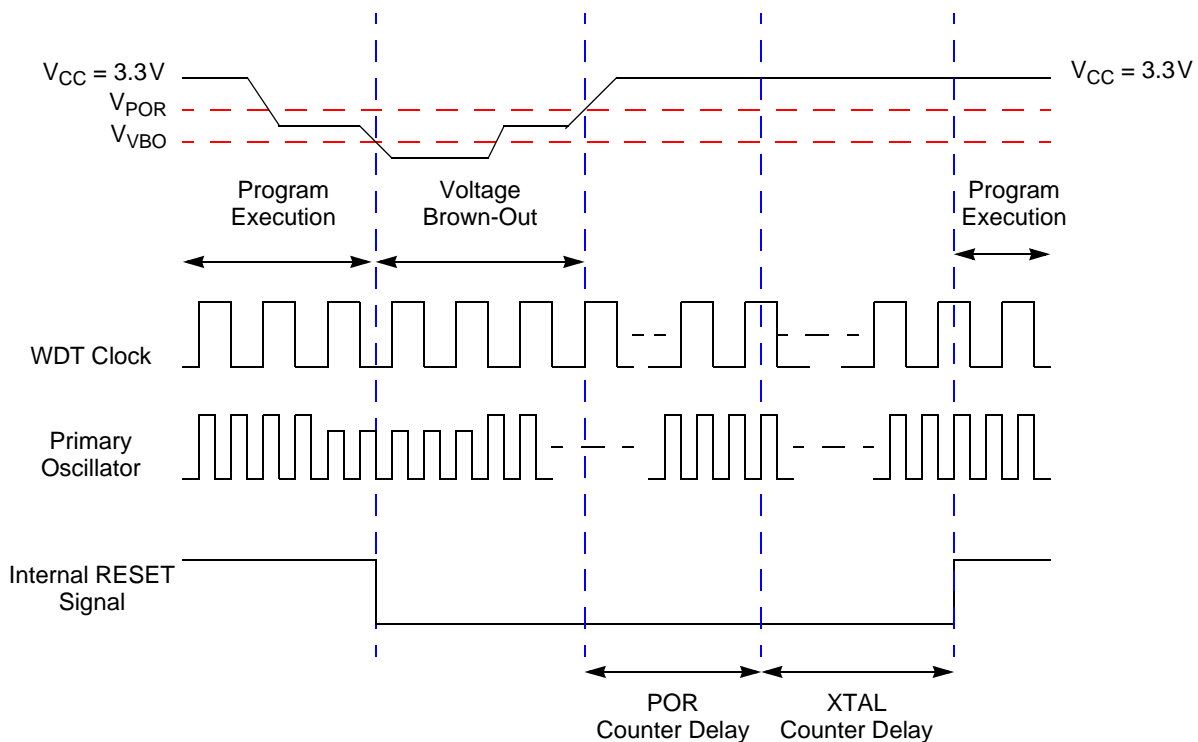 VCC = 3.3V
VCC = 3.3V
VPOR
VVBO
Program
Execution
Voltage
Brown-Out
Program
Execution
WDT Clock
Primary
Oscillator
Internal RESET
Signal
POR
Counter Delay
XTAL
Counter Delay